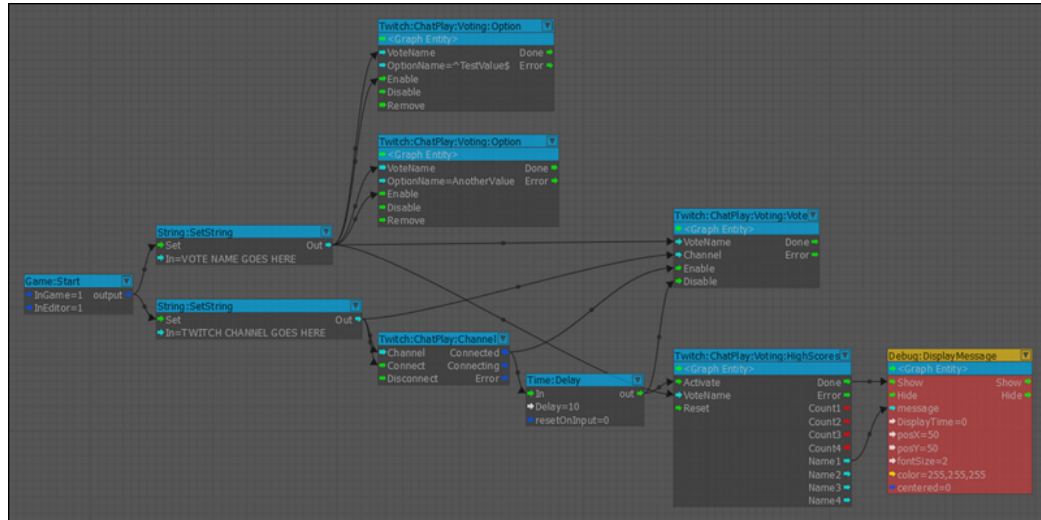 Twitch:ChatPlay:Voting:Option
<Graph Entity>
VoteName Done
OptionName=^TestValue$ Error
Enable
Disable
Remove
Twitch:ChatPlay:Voting:Option
<Graph Entity>
VoteName Done
OptionName=AnotherValue Error
Enable
Disable
Remove
String:SetString
Set Out
In=VOTE NAME GOES HERE
Game:Start
InGame=1 output
InEditor=1
String:SetString
Set Out
In=TWITCH CHANNEL GOES HERE
Twitch:ChatPlay:Channel
Channel Connected
Connect Connecting
Disconnect Error
Time:Delay
In out
Delay=10
resetOnInput=0
Twitch:ChatPlay:Voting:Vote
<Graph Entity>
VoteName Done
Channel Error
Enable
Disable
Twitch:ChatPlay:Voting:HighScores
<Graph Entity>
Activate Done
VoteName Error
Reset Count1
Count2
Count3
Count4
Name1
Name2
Name3
Name4
Debug:DisplayMessage
<Graph Entity>
Show Show
Hide Hide
message
DisplayTime=0
posX=50
posY=50
fontSize=2
color=255,255,255
centered=0